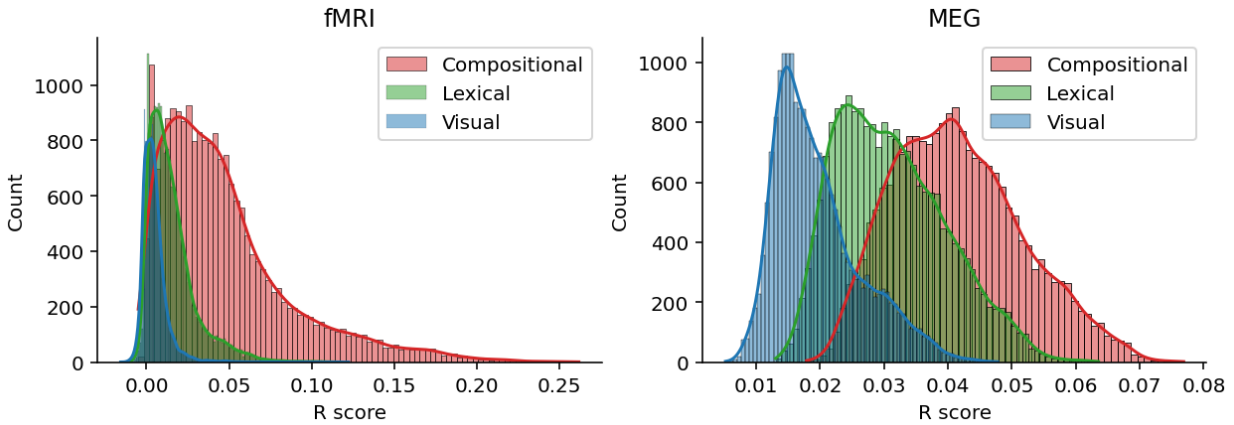 fMRI
Count
1000
800
600
400
200
0
0.00 0.05 0.10 0.15 0.20 0.25
R score
Compositional
Lexical
Visual
MEG
Count
1000
800
600
400
200
0
0.01 0.02 0.03 0.04 0.05 0.06 0.07 0.08
R score
Compositional
Lexical
Visual